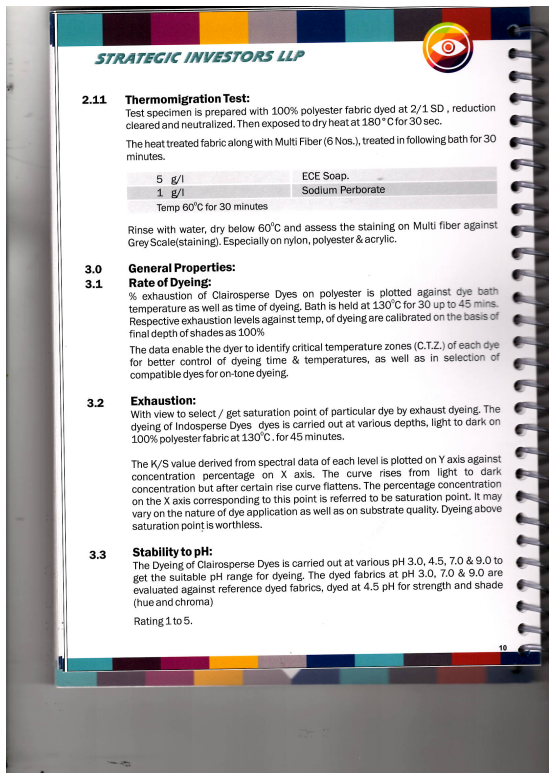 STRATEGIC INVESTORS LLP
2.11 Thermomigration Test:
Test specimen is prepared with 100% polyester fabric dyed at 2/1 SD , reduction
cleared and neutralized. Then exposed to dry heat at 180°C for 30 sec.
The heat treated fabric along with Multi Fiber (6 Nos.), treated in following bath for 30
minutes.
5 g/l ECE Soap.
1 g/l Sodium Perborate
Temp 60°C for 30 minutes
Rinse with water, dry below 60°C and assess the staining on Multi fiber against
Grey Scale(staining). Especially on nylon, polyester & acrylic.
3.0 General Properties:
3.1 Rate of Dyeing:
% exhaustion of Clairosperse Dyes on polyester is plotted against dye bath
temperature as well as time of dyeing. Bath is held at 130°C for 30 up to 45 mins.
Respective exhaustion levels against temp, of dyeing are calibrated on the basis of
final depth of shades as 100%
The data enable the dyer to identify critical temperature zones (C.T.Z.) of each dye
for better control of dyeing time & temperatures, as well as in selection of
compatible dyes for on-tone dyeing.
3.2 Exhaustion:
With view to select / get saturation point of particular dye by exhaust dyeing. The
dyeing of Indosperse Dyes dyes is carried out at various depths, light to dark on
100% polyester fabric at 130°C . for 45 minutes.
The K/S value derived from spectral data of each level is plotted on Y axis against
concentration percentage on X axis. The curve rises from light to dark
concentration but after certain rise curve flattens. The percentage concentration
on the X axis corresponding to this point is referred to be saturation point. It may
vary on the nature of dye application as well as on substrate quality. Dyeing above
saturation point is worthless.
3.3 Stability to pH:
The Dyeing of Clairosperse Dyes is carried out at various pH 3.0, 4.5, 7.0 & 9.0 to
get the suitable pH range for dyeing. The dyed fabrics at pH 3.0, 7.0 & 9.0 are
evaluated against reference dyed fabrics, dyed at 4.5 pH for strength and shade
(hue and chroma)
Rating 1 to 5.
10